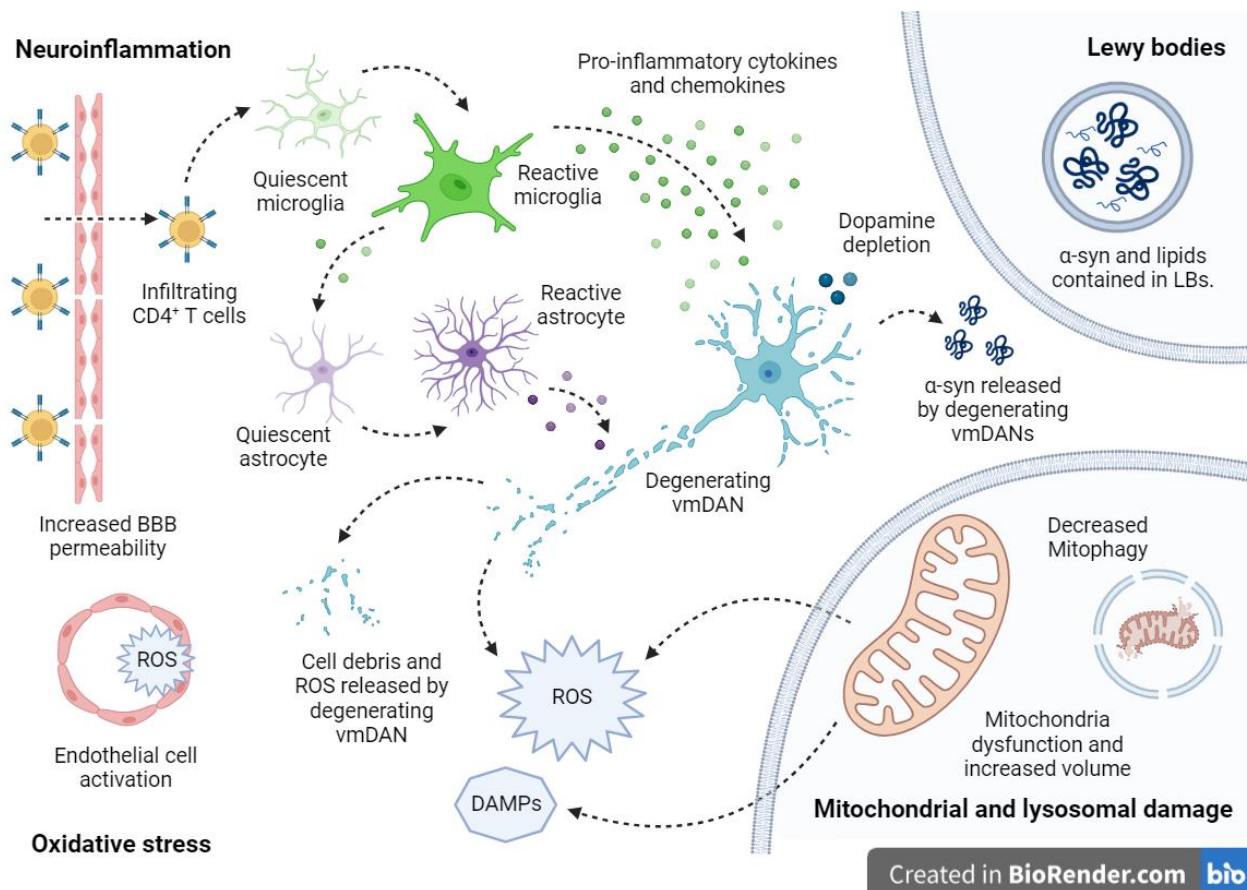 Neuroinflammation
Pro-inflammatory cytokines
and chemokines
Lewy bodies
Quiescent
microglia
Reactive
microglia
Dopamine
depletion
α-syn and lipids
contained in LBs.
Infiltrating
CD4⁺ T cells
Reactive
astrocyte
α-syn released
by degenerating
vmDANs
Quiescent
astrocyte
Degenerating
vmDAN
Increased BBB
permeability
Decreased
Mitophagy
ROS
Cell debris and
ROS released by
degenerating
vmDAN
ROS
Endothelial cell
activation
Mitochondria
dysfunction and
increased volume
DAMPs
Mitochondrial and lysosomal damage
Oxidative stress
Created in BioRender.com bio